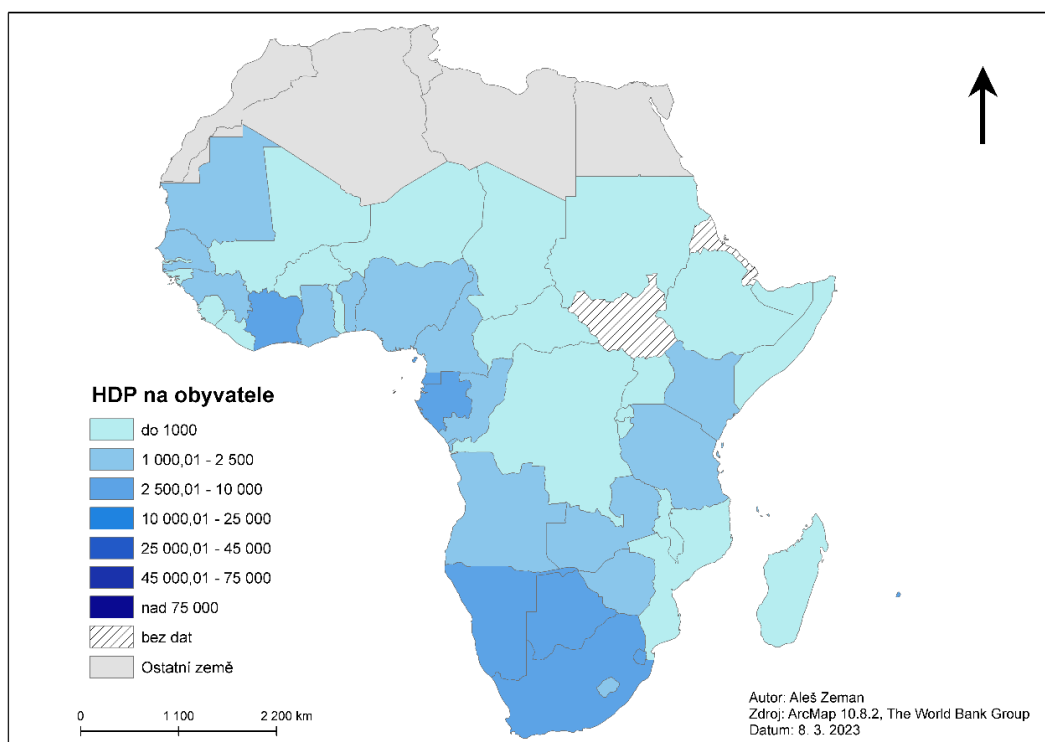 HDP na obyvatele
do 1000
1 000,01 - 2 500
2 500,01 - 10 000
10 000,01 - 25 000
25 000,01 - 45 000
45 000,01 - 75 000
nad 75 000
bez dat
Ostatní země
0 1 100 2 200 km
Autor: Aleš Zeman
Zdroj: ArcMap 10.8.2, The World Bank Group
Datum: 8. 3. 2023